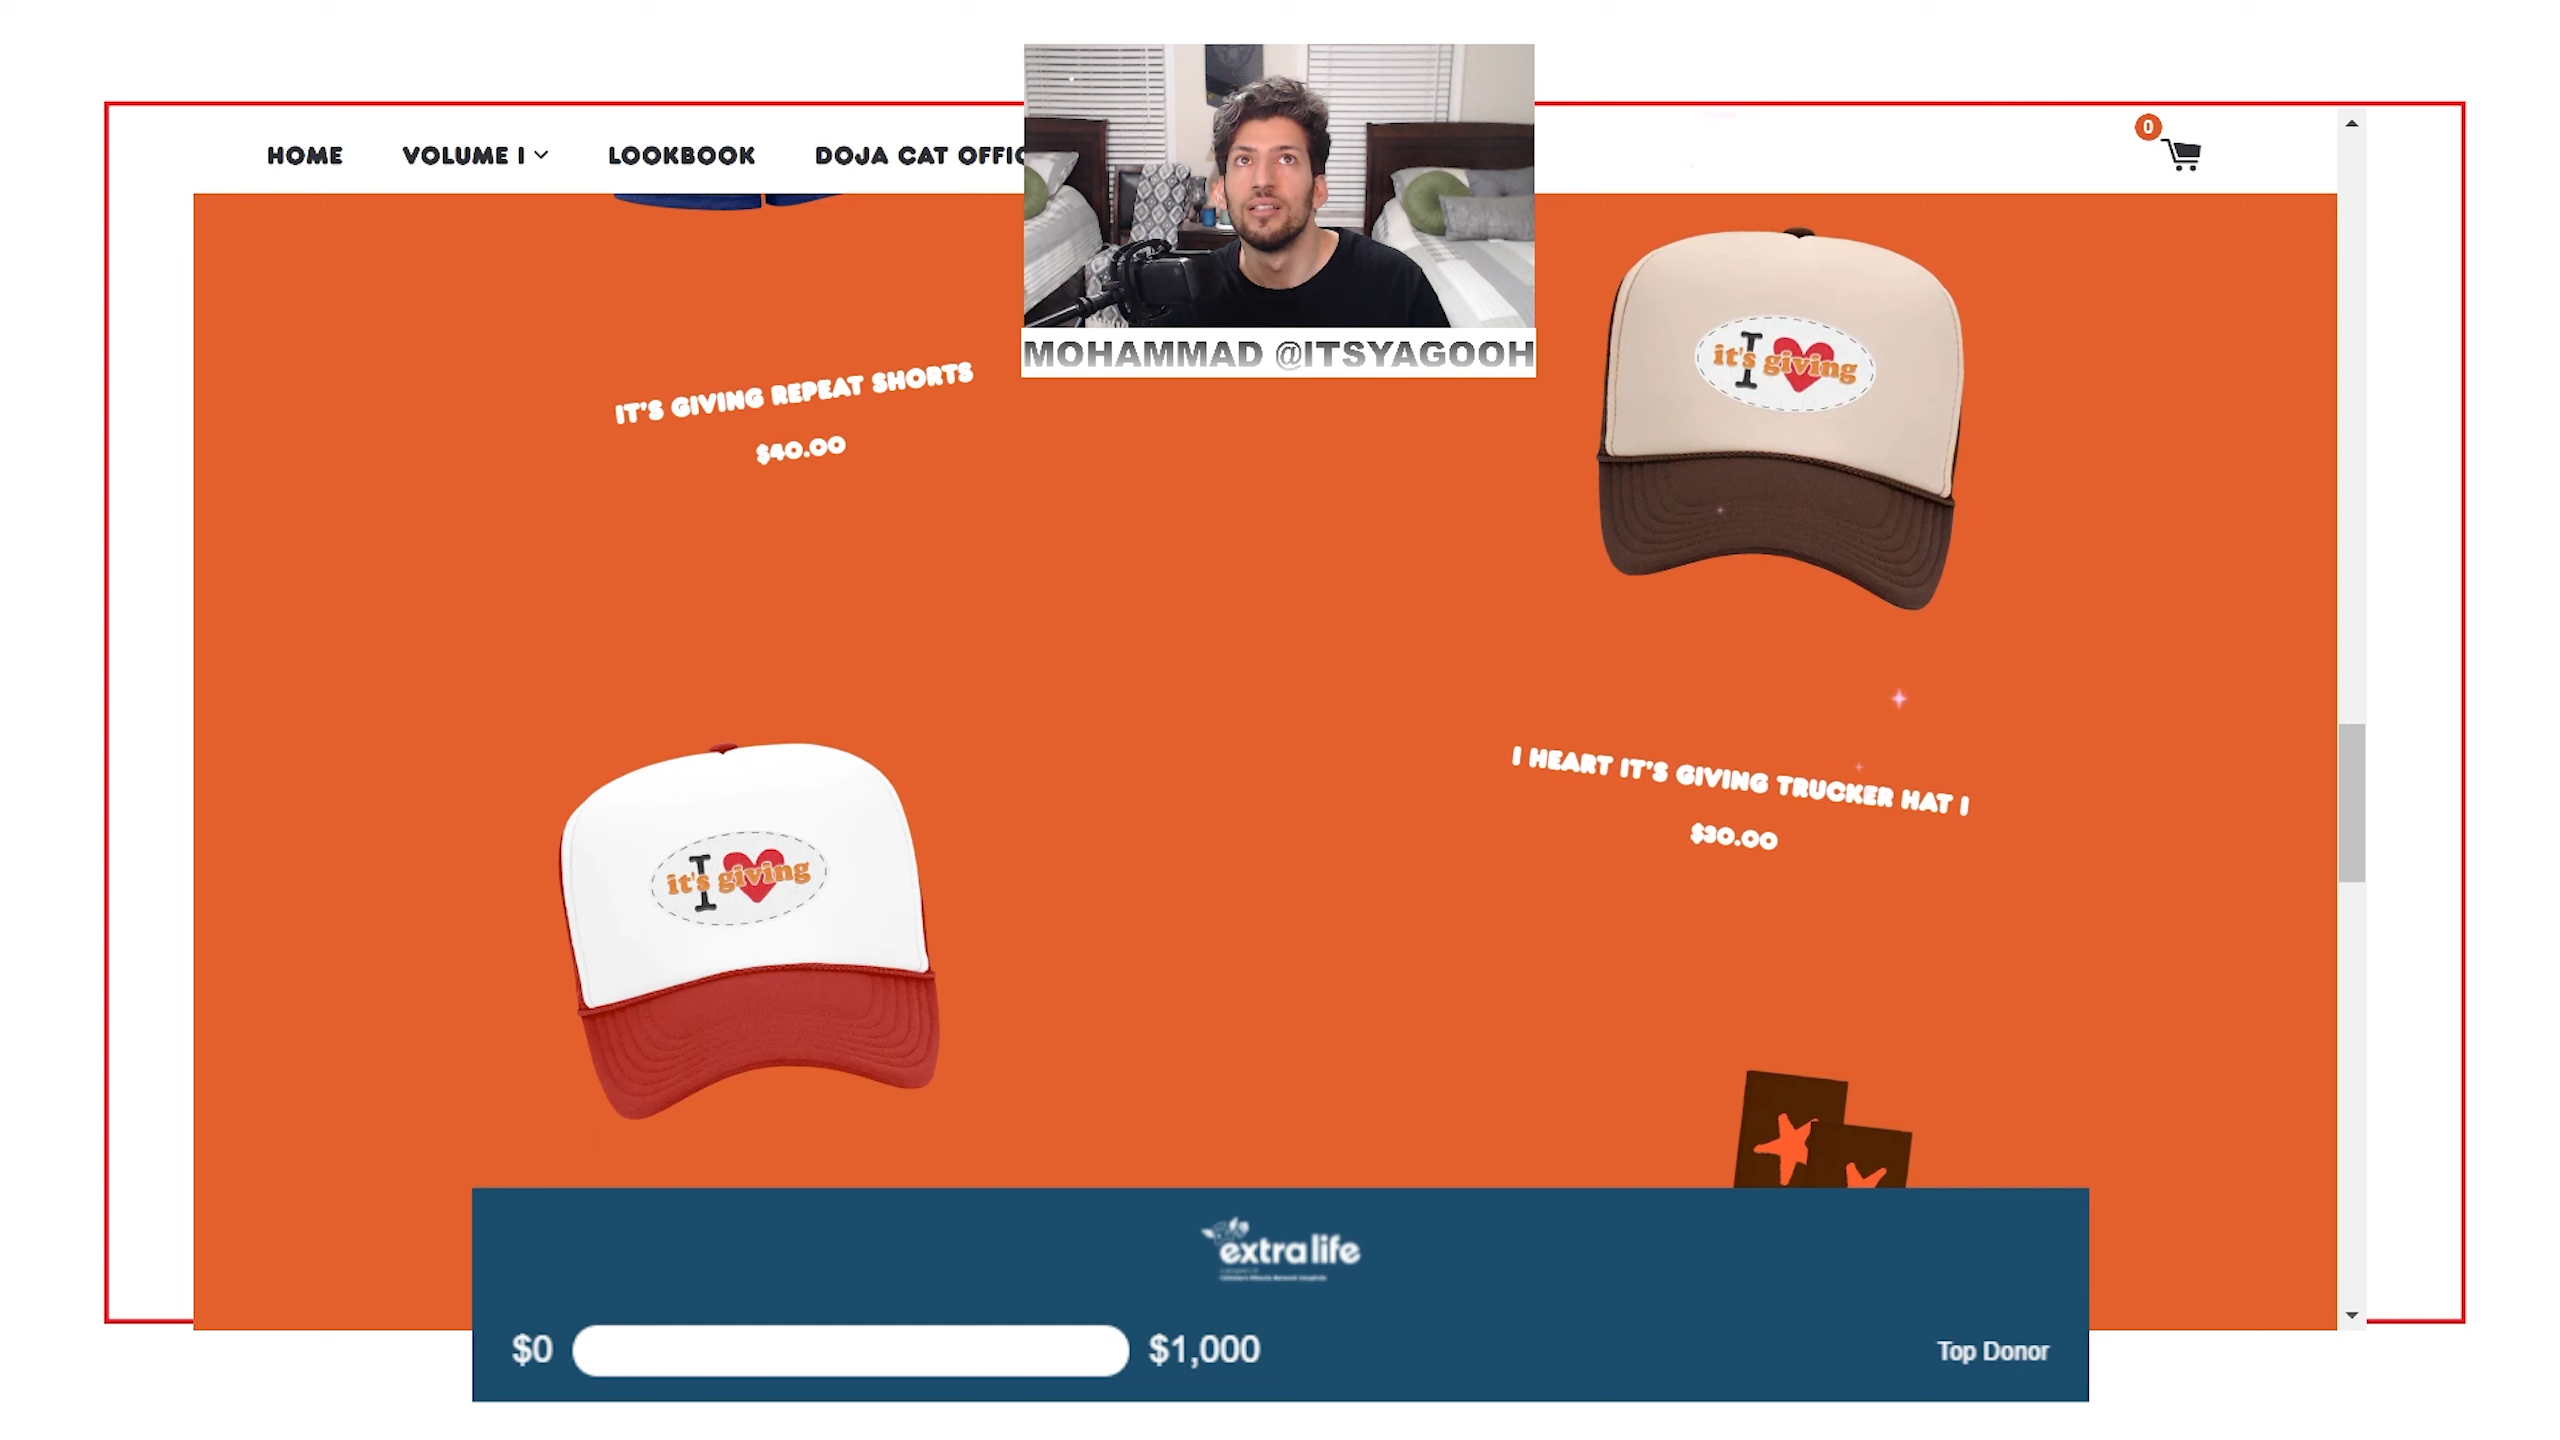 HOME
VOLUME I
LOOKBOOK
DOJA CAT OFFIC
0
MOHAMMAD @ITSYAGOOH
IT'S GIVING REPEAT SHORTS
$40.00
I
it's giving
I HEART IT'S GIVING TRUCKER HAT I
$30.00
I
it's giving
extra life
$0
$1,000
Top Donor